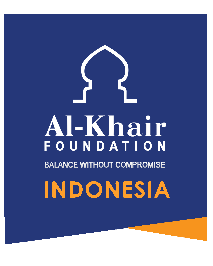 Al-Khair
FOUNDATION
BALANCE WITHOUT COMPROMISE
INDONESIA